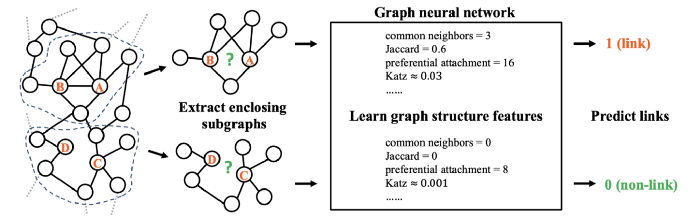 Graph neural network
B
A
?
B
A
common neighbors = 3
Jaccard = 0.6
preferential attachment = 16
Katz ≈ 0.03
......
1 (link)
Extract enclosing
subgraphs
Learn graph structure features
Predict links
D
C
D
?
C
common neighbors = 0
Jaccard = 0
preferential attachment = 8
Katz ≈ 0.001
......
0 (non-link)